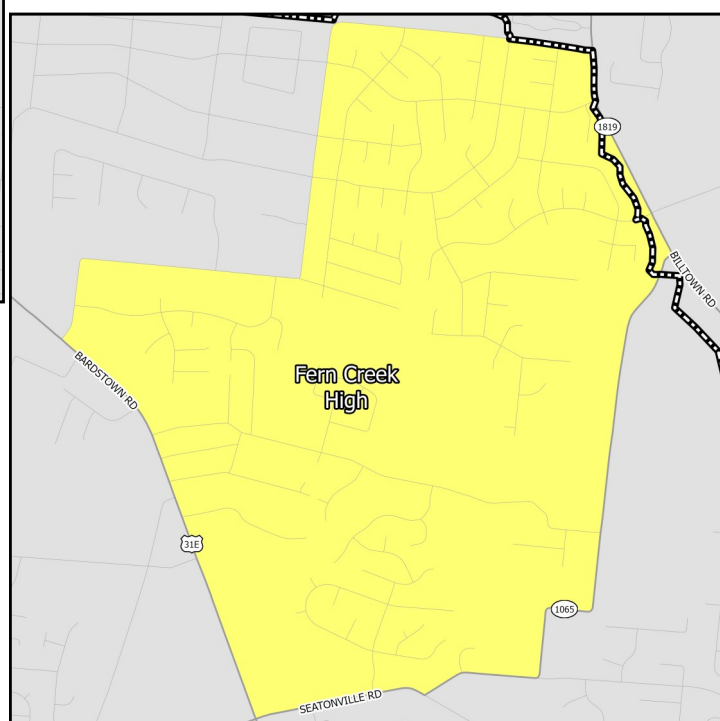 1819
BILLTOWN RD
Fern Creek
High
BARDSTOWN RD
31E
1065
SEATONVILLE RD